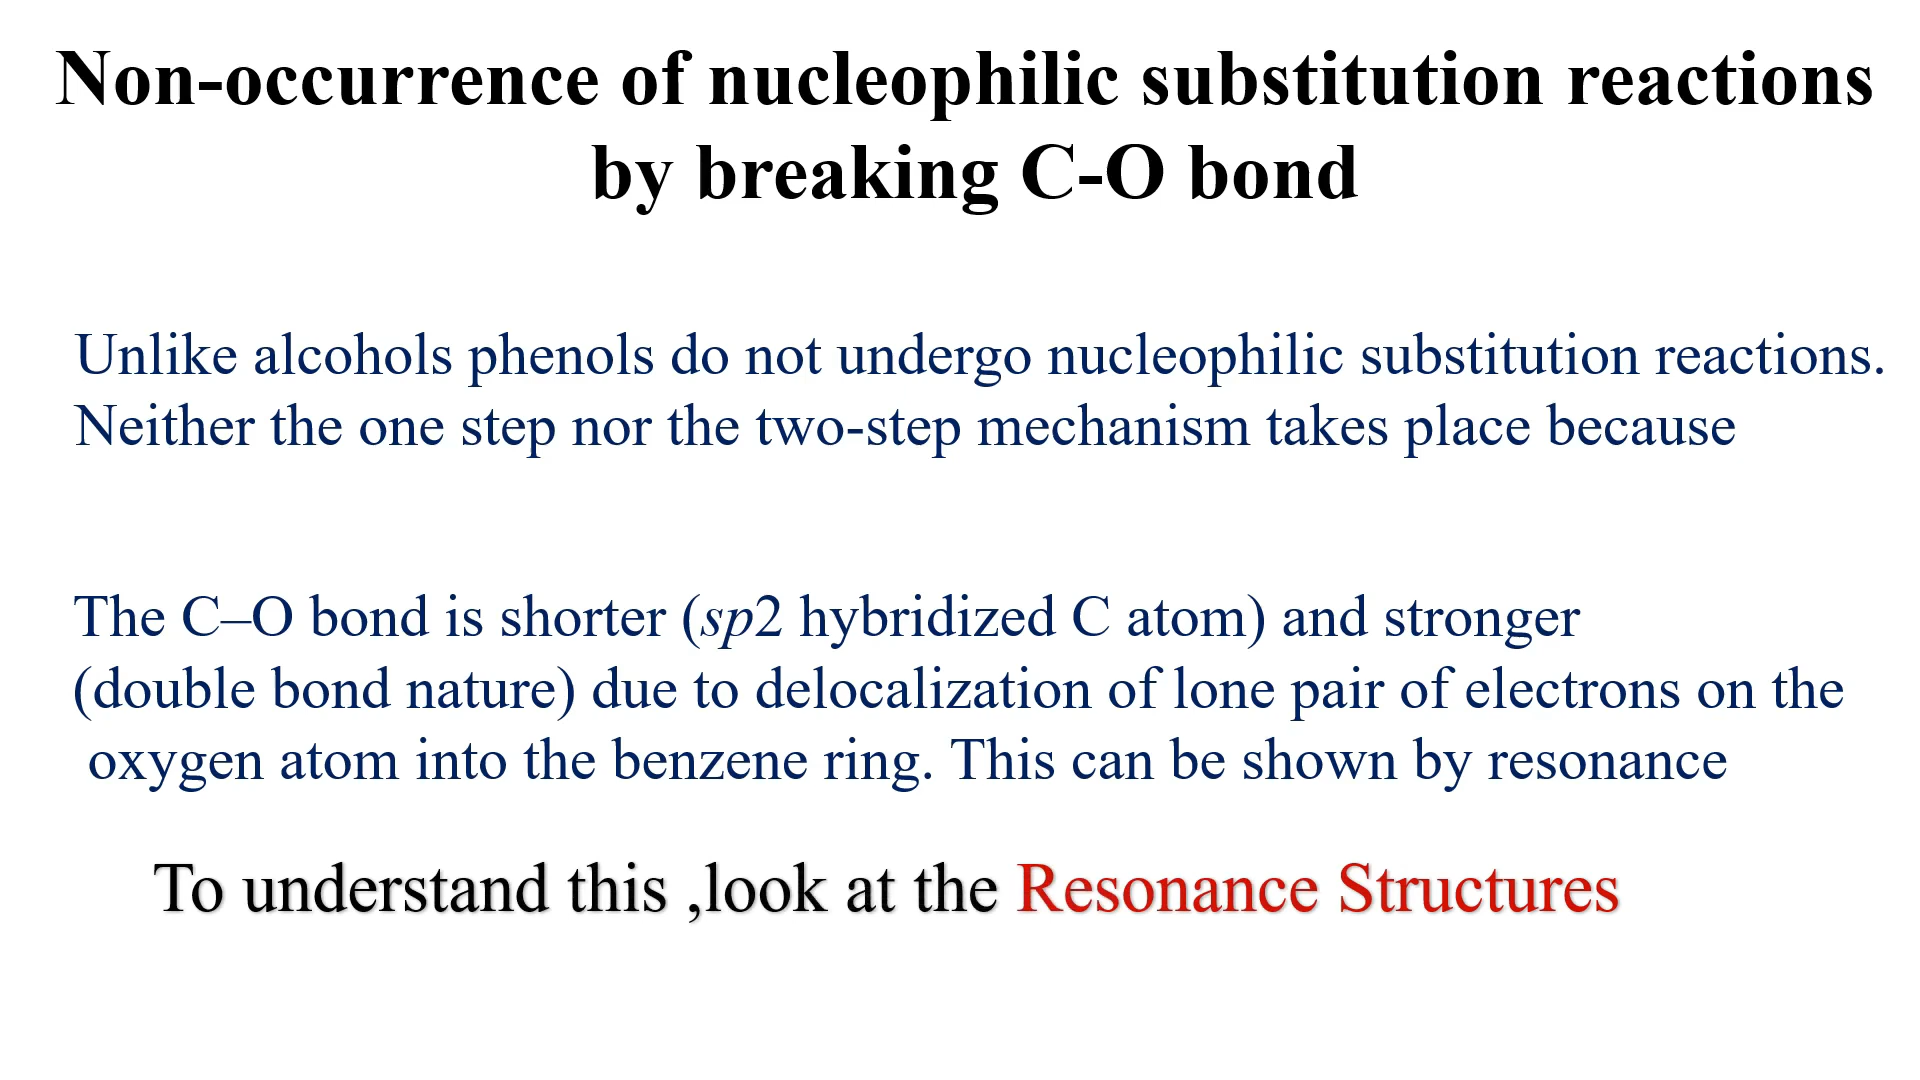 Non-occurrence of nucleophilic substitution reactions
by breaking C-O bond
Unlike alcohols phenols do not undergo nucleophilic substitution reactions.
Neither the one step nor the two-step mechanism takes place because
The C–O bond is shorter (sp2 hybridized C atom) and stronger
(double bond nature) due to delocalization of lone pair of electrons on the
oxygen atom into the benzene ring. This can be shown by resonance
To understand this ,look at the Resonance Structures